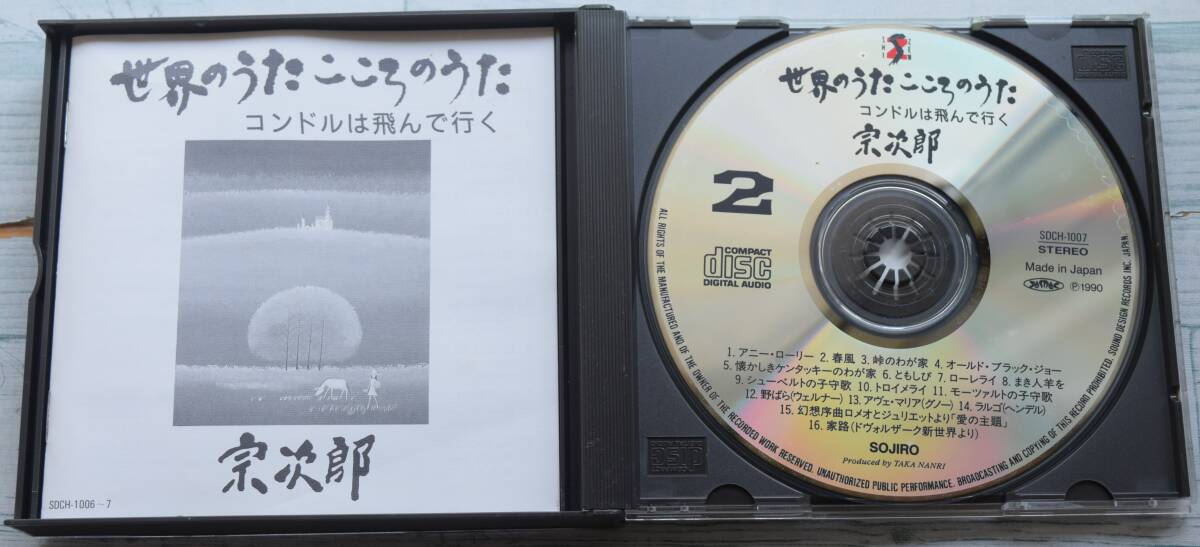 世界のうた こころのうた
コンドルは飛んで行く
宗次郎
SDCH-1006~7
世界のうた こころのうた
コンドルは飛んで行く
宗次郎
2
COMPACT
disc
DIGITAL AUDIO
SDCH-1007
STEREO
Made in Japan
JASRAC ℗1990
1. アニー・ローリー 2. 春風 3. 峠のわが家 4. オールド・ブラック・ジョー
5. 懐かしきケンタッキーのわが家 6. ともしび 7. ローレライ 8. まき人羊を
9. シューベルトの子守歌 10. トロイメライ 11. モーツァルトの子守歌
12. 野ばら(ウェルナー) 13. アヴェ・マリア(グノー) 14. ラルゴ(ヘンデル)
15. 幻想序曲ロメオとジュリエットより「愛の主題」
16. 家路(ドヴォルザーク新世界より)
SOJIRO
Produced by TAKA NANRI
ALL RIGHTS OF THE MANUFACTURED AND OF THE OWNER OF THE RECORDED WORK RESERVED. UNAUTHORIZED PUBLIC PERFORMANCE, BROADCASTING AND COPYING OF THIS RECORD PROHIBITED. SOUND DESIGN RECORDS INC. JAPAN.